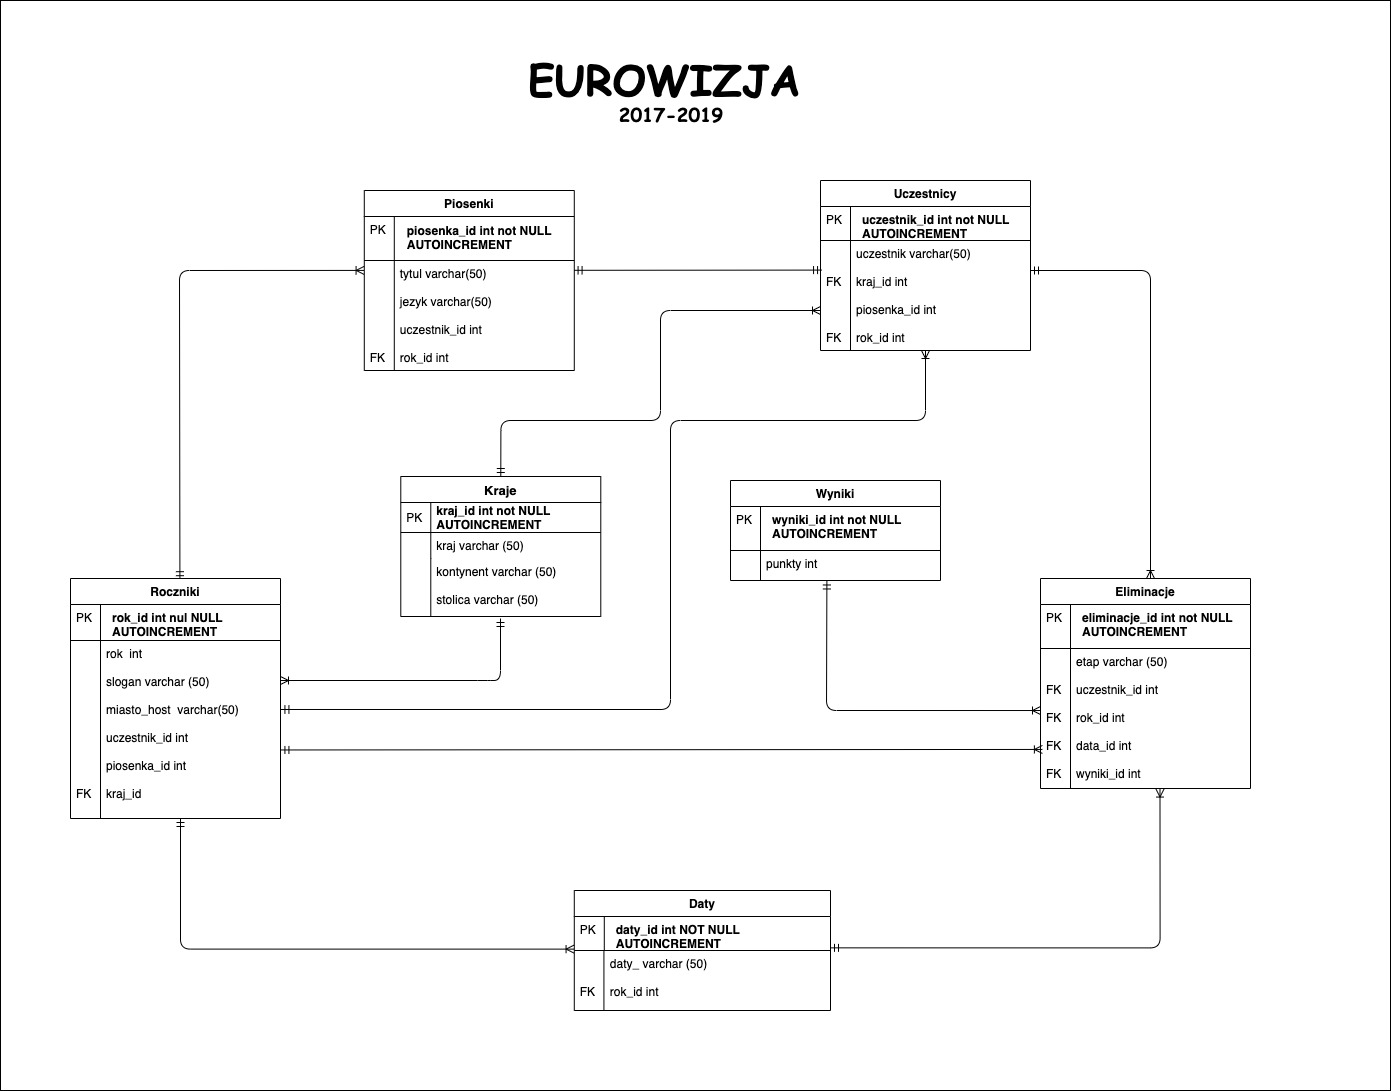 EUROWIZJA
2017-2019
Piosenki
PK piosenka_id int not NULL
AUTOINCREMENT
tytul varchar(50)
jezyk varchar(50)
uczestnik_id int
FK rok_id int
Uczestnicy
PK uczestnik_id int not NULL
AUTOINCREMENT
uczestnik varchar(50)
FK kraj_id int
piosenka_id int
FK rok_id int
Kraje
PK kraj_id int not NULL
AUTOINCREMENT
kraj varchar (50)
kontynent varchar (50)
stolica varchar (50)
Wyniki
PK wyniki_id int not NULL
AUTOINCREMENT
punkty int
Roczniki
PK rok_id int nul NULL
AUTOINCREMENT
rok int
slogan varchar (50)
miasto_host varchar(50)
uczestnik_id int
piosenka_id int
FK kraj_id
Eliminacje
PK eliminacje_id int not NULL
AUTOINCREMENT
etap varchar (50)
FK uczestnik_id int
FK rok_id int
FK data_id int
FK wyniki_id int
Daty
PK daty_id int NOT NULL
AUTOINCREMENT
daty_ varchar (50)
FK rok_id int